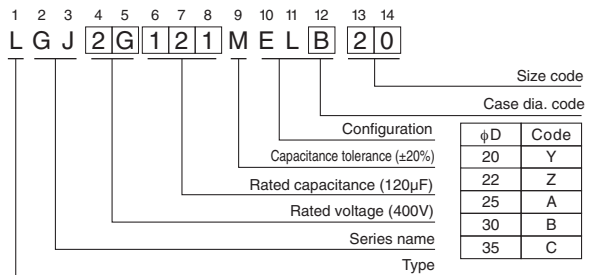 1 2 3 4 5 6 7 8 9 10 11 12 13 14
L G J 2 G 1 2 1 M E L B 2 0
Size code
Case dia. code
Configuration
Capacitance tolerance (±20%)
Rated capacitance (120µF)
Rated voltage (400V)
Series name
Type
ϕD Code
20 Y
22 Z
25 A
30 B
35 C